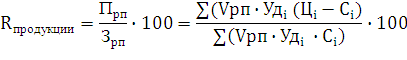 Rпродукции = Прп / Зрп · 100 = ∑(Vрп · Удi (Цi − Сi) / ∑(Vрп · Удi · Сi) · 100